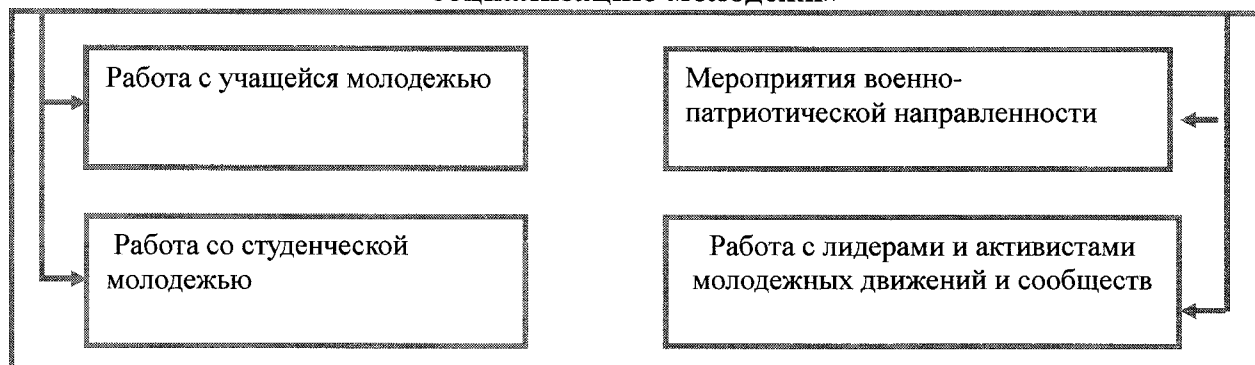 Работа с учащейся молодежью
Мероприятия военно-
патриотической направленности
Работа со студенческой
молодежью
Работа с лидерами и активистами
молодежных движений и сообществ